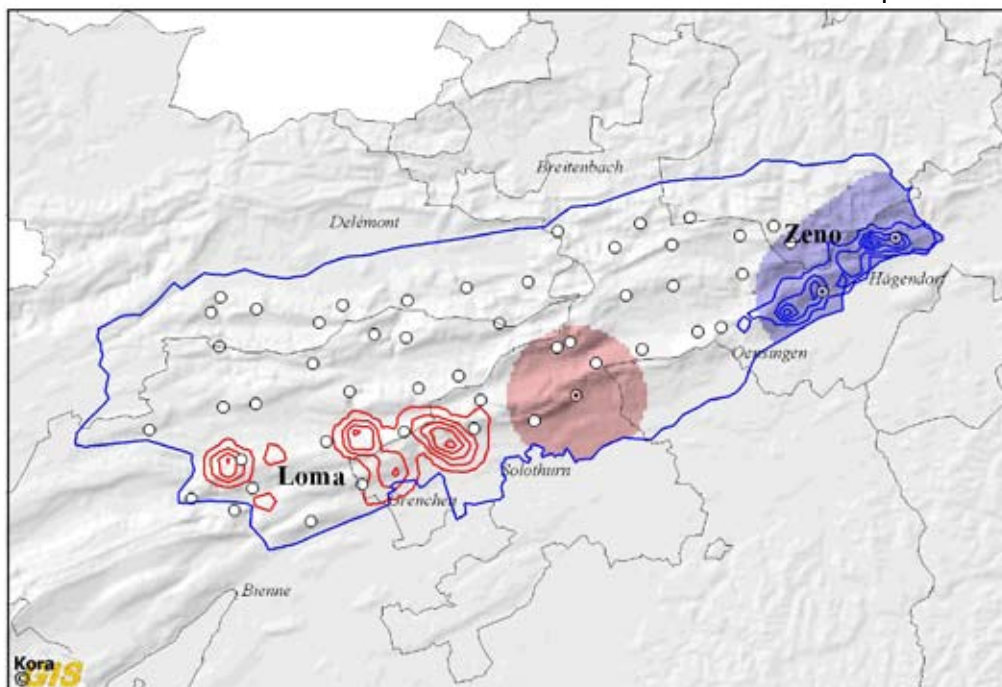 Breitenbach
Delémont
Zeno
Hägendorf
Oensingen
Solothurn
Loma
Grenchen
Bienne
Kora
© GIS